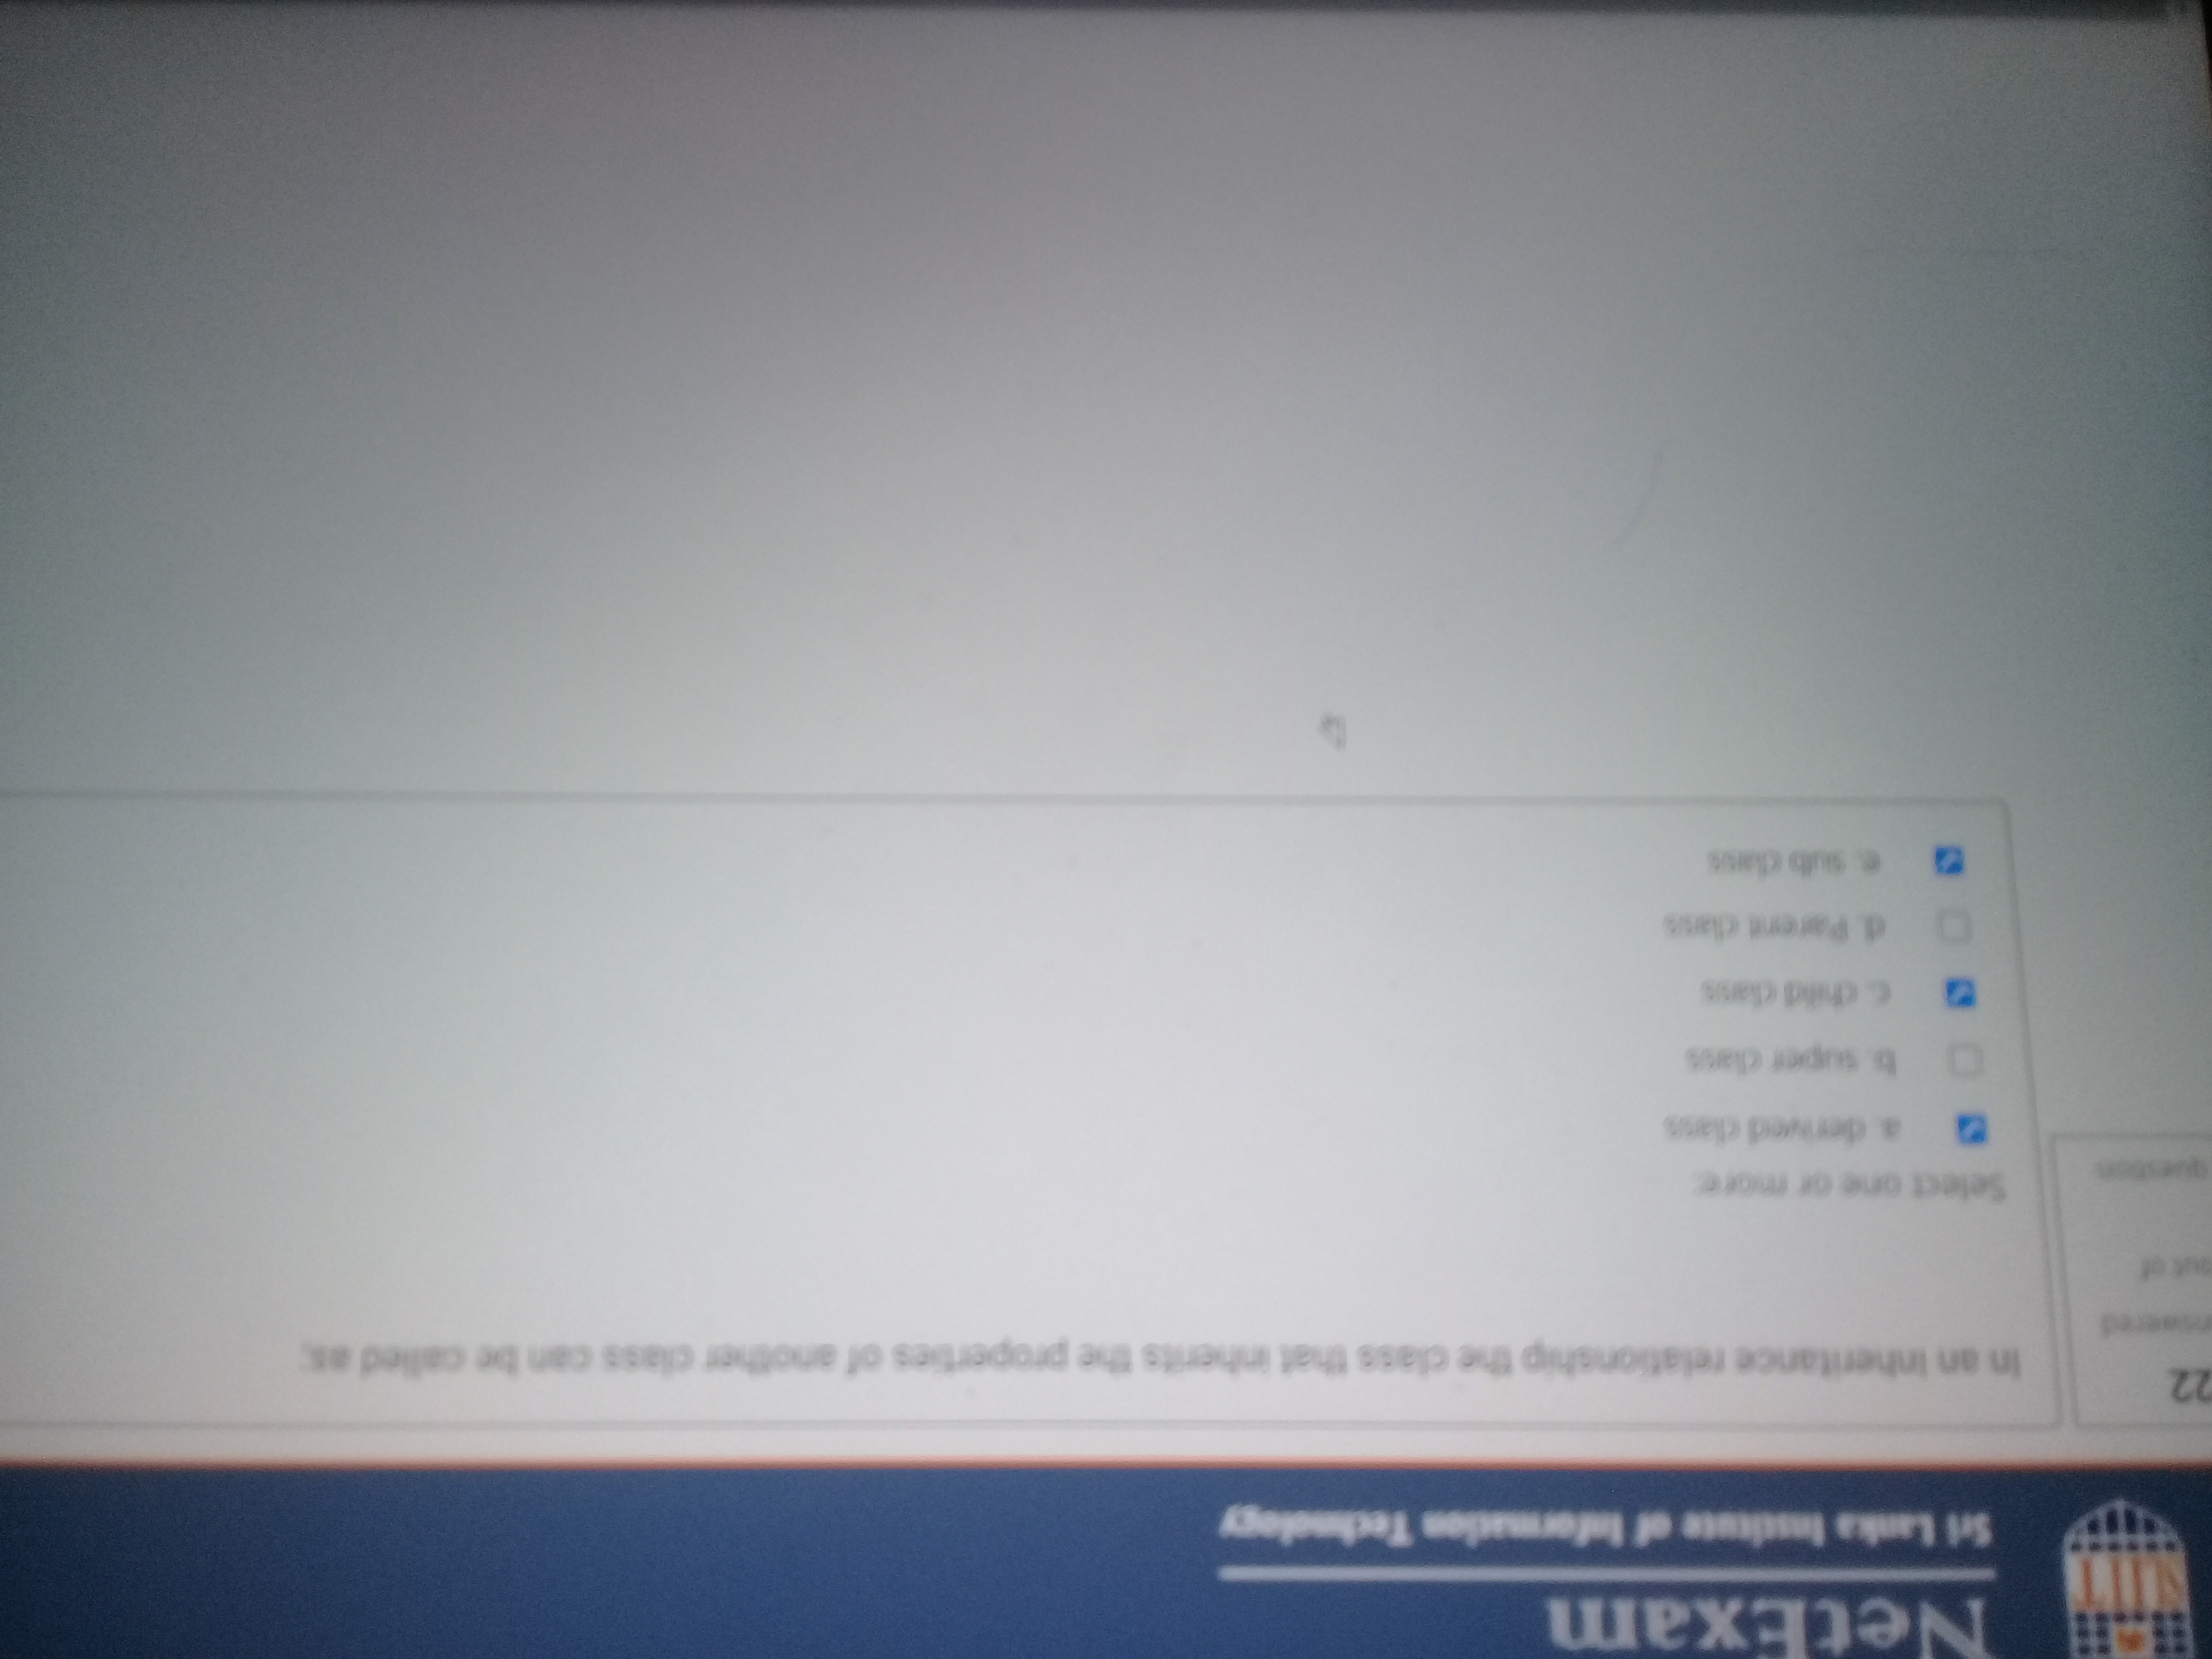 SLIIT
NetExam
Sri Lanka Institute of Information Technology
22
nswered
out of
question
In an Inheritance relationship the class that inherits the properties of another class can be called as;
Select one or more:
a. derived class
b. super class
c. child class
d. Parent class
e. sub class